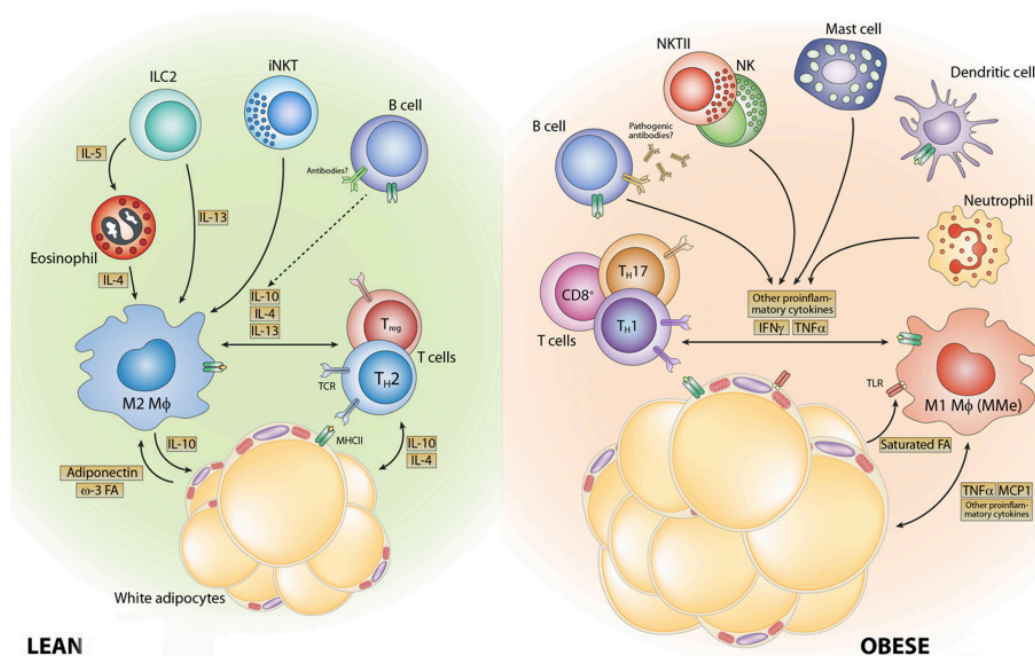 ILC2
iNKT
B cell
IL-5
Antibodies?
IL-13
Eosinophil
IL-4
IL-10
IL-4
IL-13
Treg
T cells
TH2
TCR
M2 Mϕ
MHCII
IL-10
Adiponectin
ω-3 FA
IL-10
IL-4
White adipocytes
LEAN
Mast cell
NKTII
NK
Dendritic cell
B cell
Pathogenic
antibodies?
Neutrophil
TH17
CD8+
TH1
T cells
Other proinflam-
matory cytokines
IFNγ
TNFα
TLR
M1 Mϕ (MMe)
Saturated FA
TNFα
MCP1
Other proinflam-
matory cytokines
OBESE